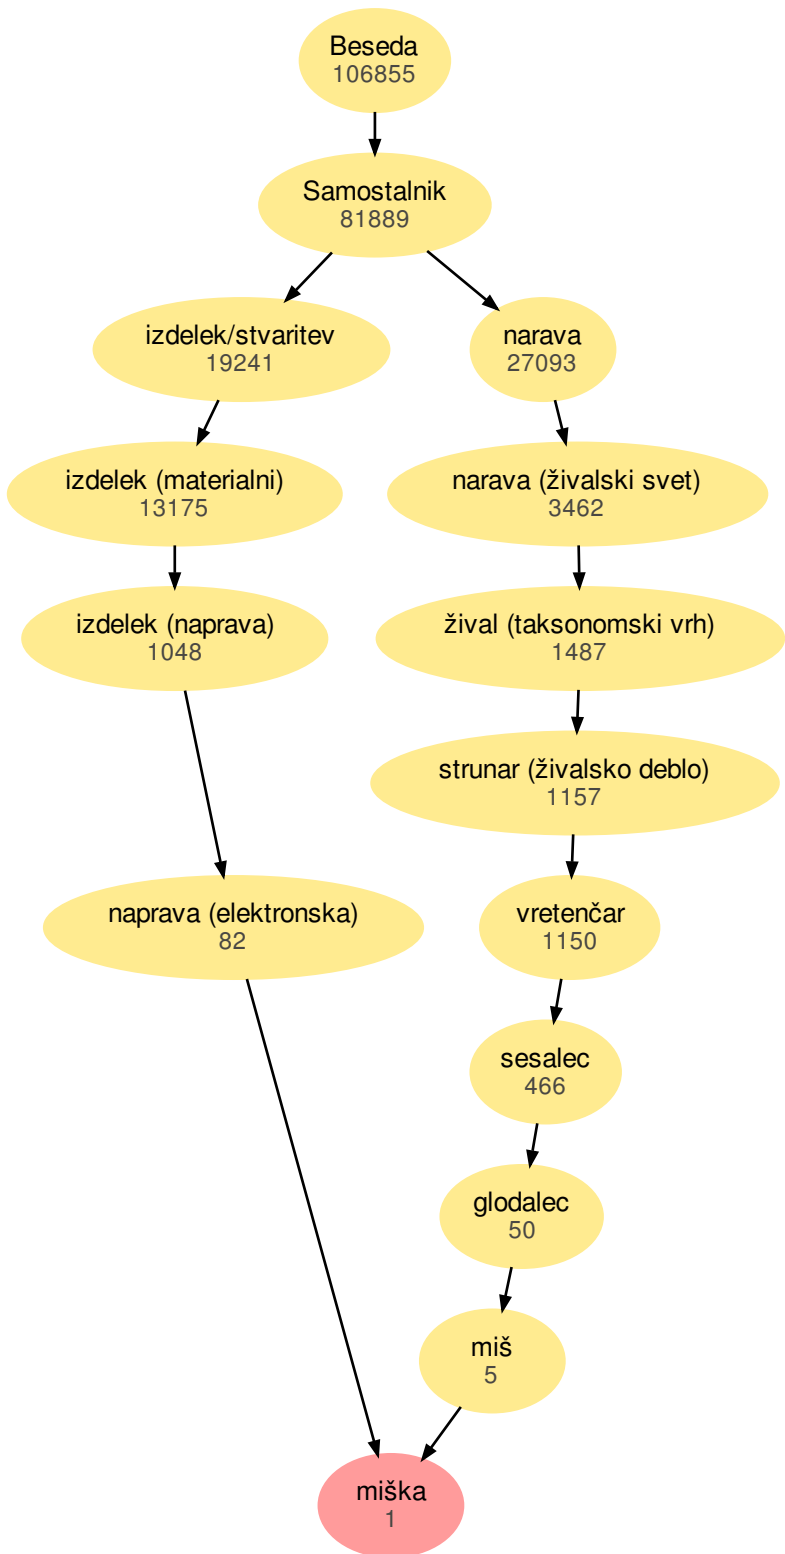 Beseda
106855
Samostalnik
81889
izdelek/stvaritev
19241
narava
27093
izdelek (materialni)
13175
narava (živalski svet)
3462
izdelek (naprava)
1048
žival (taksonomski vrh)
1487
strunar (živalsko deblo)
1157
naprava (elektronska)
82
vretenčar
1150
sesalec
466
glodalec
50
miš
5
miška
1